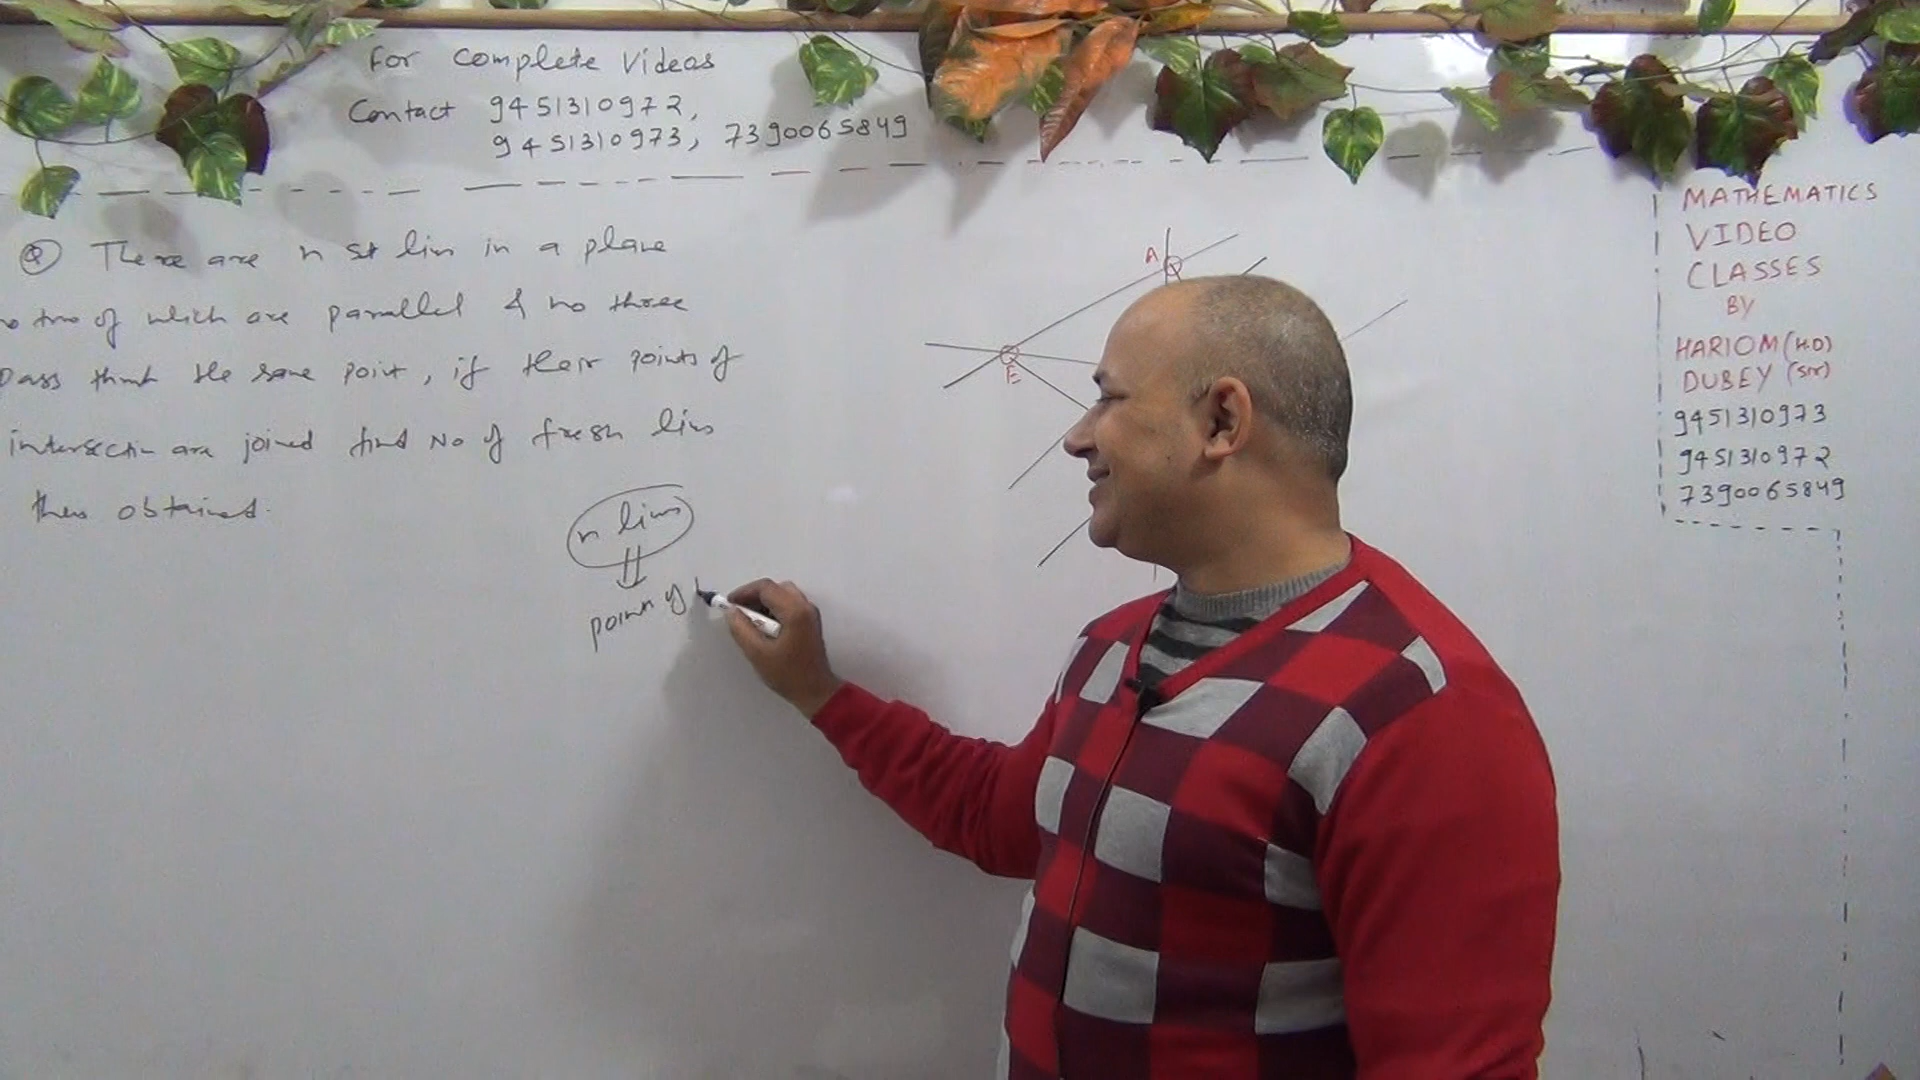 For Complete Videos
Contact 9451310972,
9451310973, 7390065849
Q There are n st lin in a plane
no two of which are parallel & no three
Pass thrnh the same point, if their points of
intersectin are joined find No of fresh lins
thus obtained.
n lins
point of
A
E
MATHEMATICS
VIDEO
CLASSES
BY
HARIOM (H.D)
DUBEY (Sir)
9451310973
9451310972
7390065849